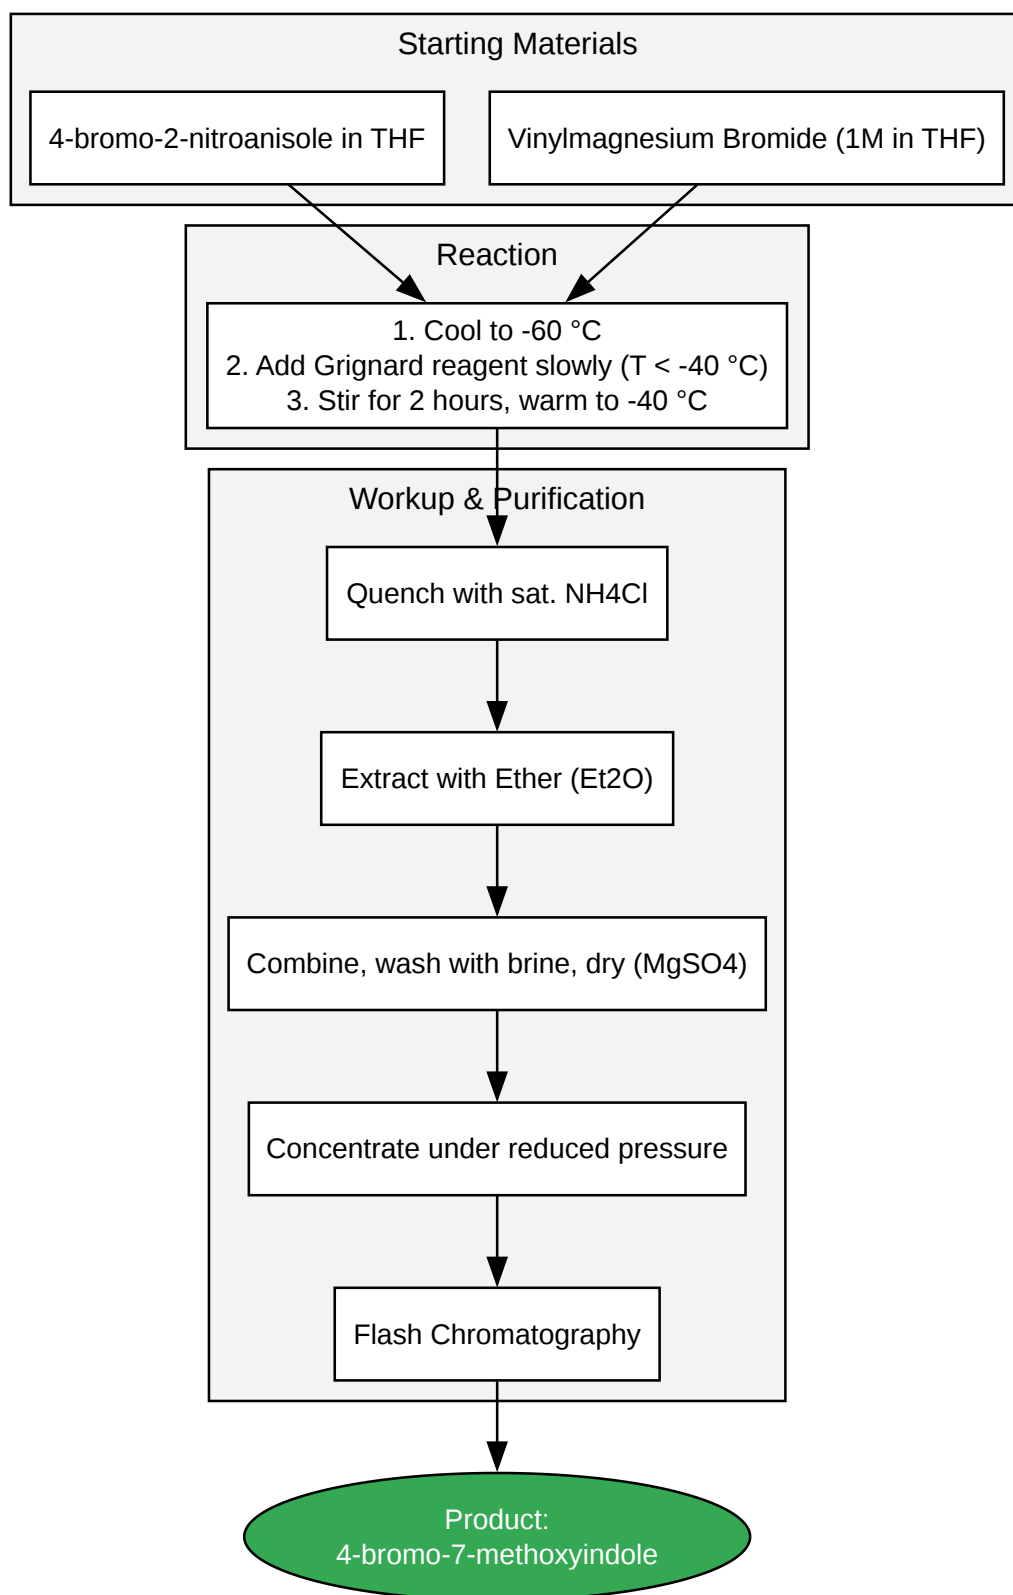 Starting Materials
4-bromo-2-nitroanisole in THF
Vinylmagnesium Bromide (1M in THF)
Reaction
1. Cool to -60 °C
2. Add Grignard reagent slowly (T < -40 °C)
3. Stir for 2 hours, warm to -40 °C
Workup & Purification
Quench with sat. NH4Cl
Extract with Ether (Et2O)
Combine, wash with brine, dry (MgSO4)
Concentrate under reduced pressure
Flash Chromatography
Product:
4-bromo-7-methoxyindole